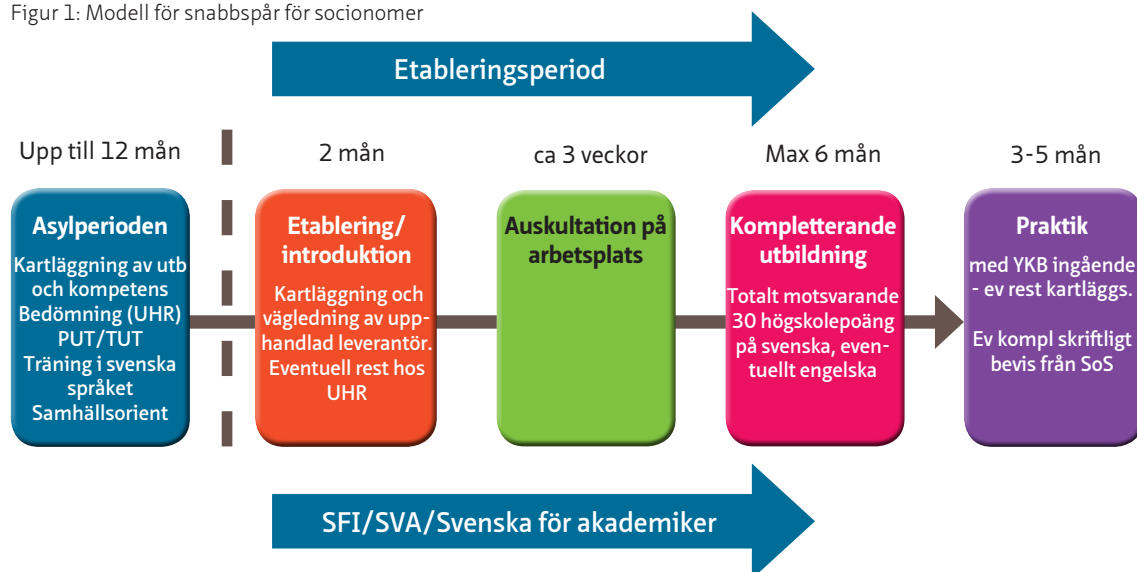 Figur 1: Modell för snabbspår för socionomer
Etableringsperiod
Upp till 12 mån
2 mån
ca 3 veckor
Max 6 mån
3-5 mån
Asylperioden
Kartläggning av utb
och kompetens
Bedömning (UHR)
PUT/TUT
Träning i svenska
språket
Samhällsorient
Etablering/
introduktion
Kartläggning och
vägledning av upp-
handlad leverantör.
Eventuell rest hos
UHR
Auskultation på
arbetsplats
Kompletterande
utbildning
Totalt motsvarande
30 högskolepoäng
på svenska, even-
tuellt engelska
Praktik
med YKB ingående
- ev rest kartläggs.
Ev kompl skriftligt
bevis från SoS
SFI/SVA/Svenska för akademiker